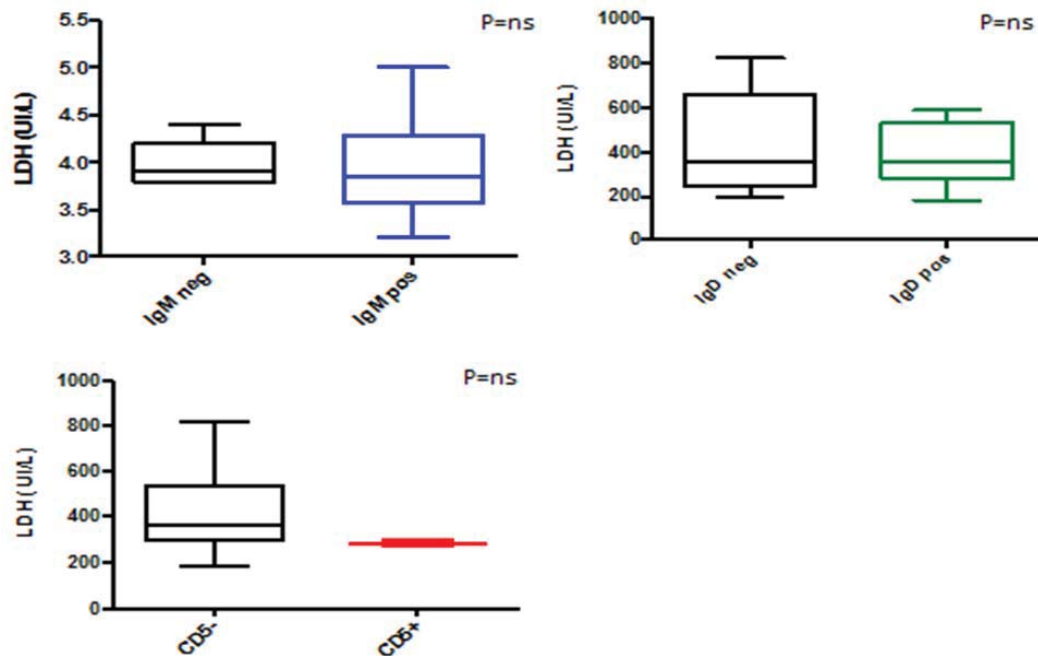 P=ns
LDH (UI/L)
5.5
5.0
4.5
4.0
3.5
3.0
IgM neg
IgM pos
P=ns
LDH (UI/L)
1000
800
600
400
200
0
IgD neg
IgD pos
P=ns
LDH (UI/L)
1000
800
600
400
200
0
CD5-
CD5+